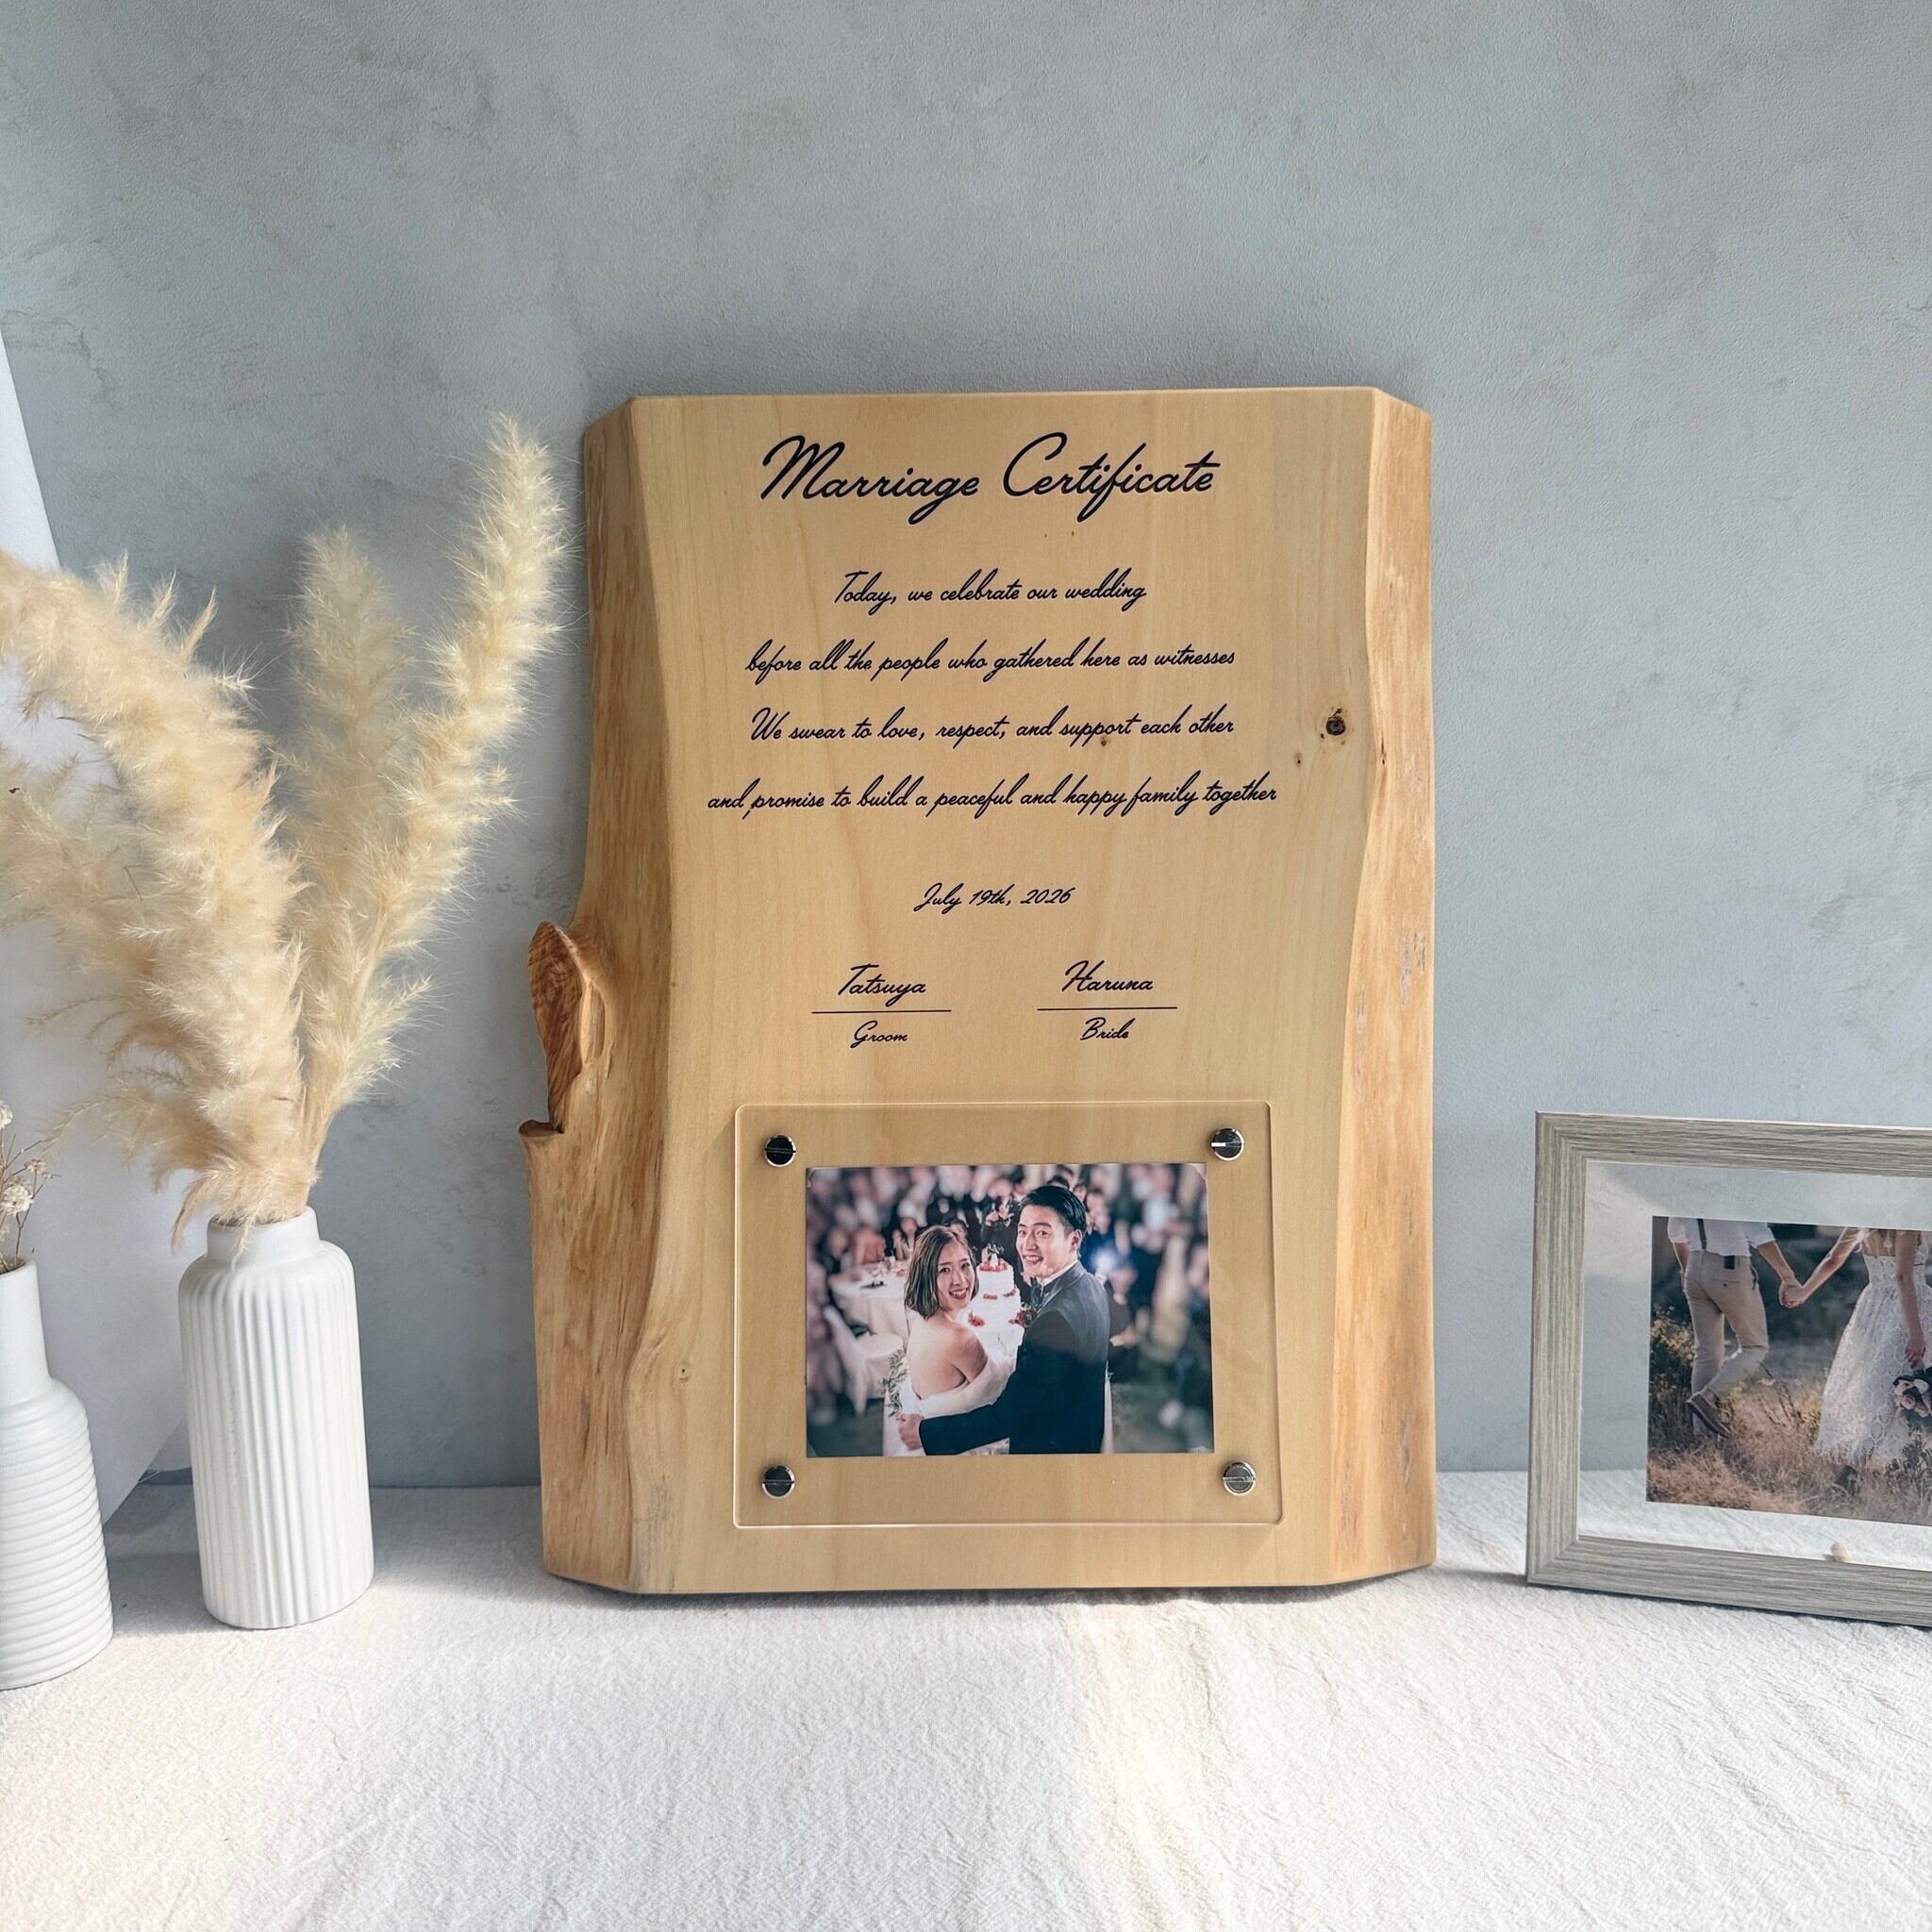 Marriage Certificate
Today, we celebrate our wedding
before all the people who gathered here as witnesses
We swear to love, respect, and support each other
and promise to build a peaceful and happy family together
July 19th, 2026
Tatsuya Haruna
Groom Bride